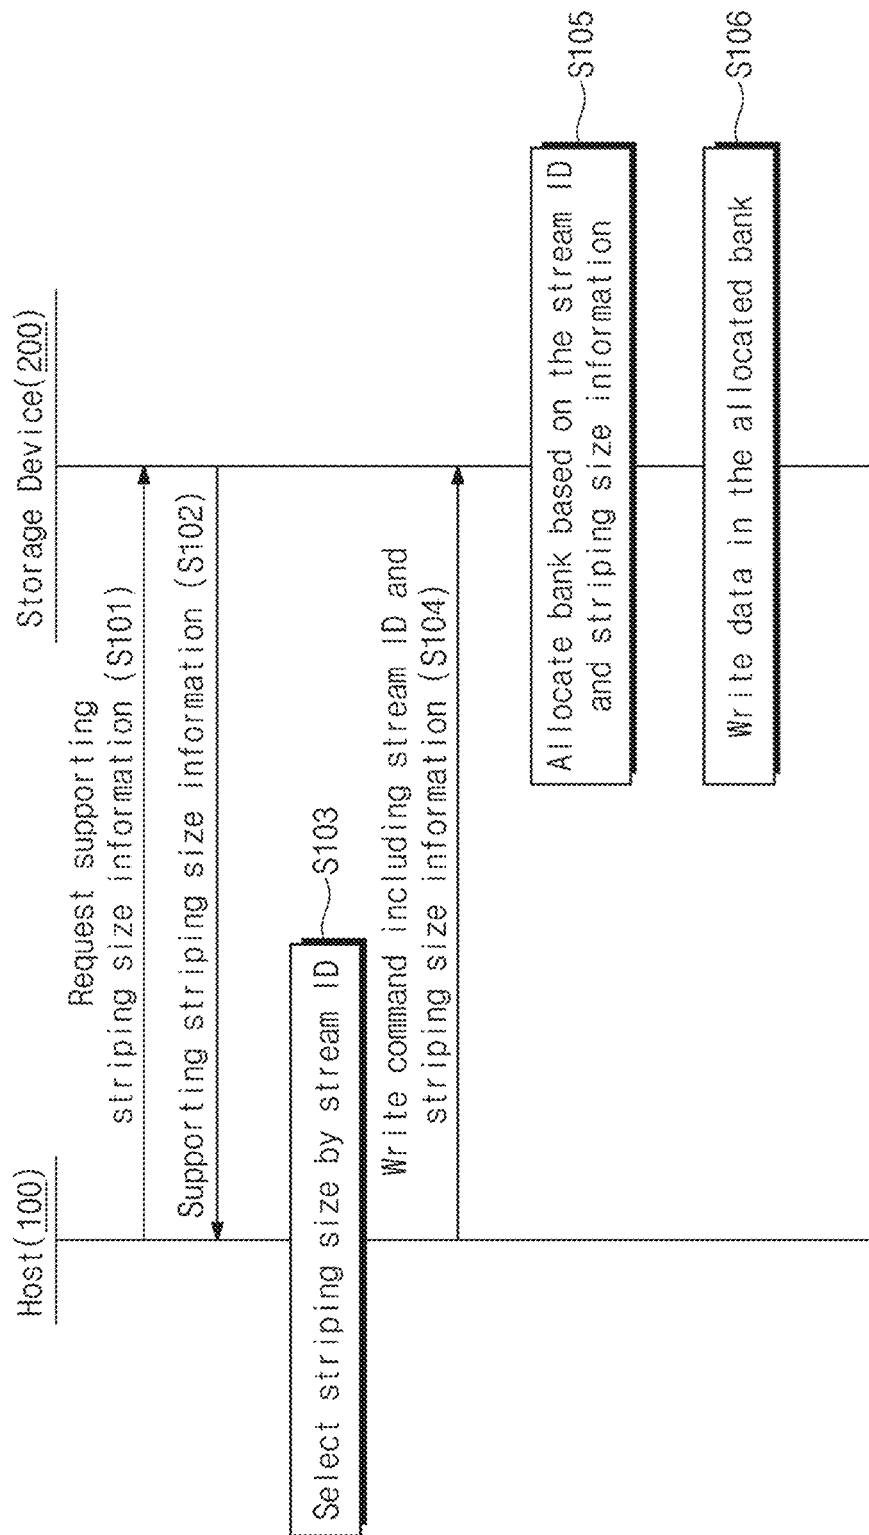 Host(100)
Storage Device(200)
Request supporting
striping size information (S101)
Supporting striping size information (S102)
Select striping size by stream ID
S103
Write command including stream ID and
striping size information (S104)
Allocate bank based on the stream ID
and striping size information
S105
Write data in the allocated bank
S106